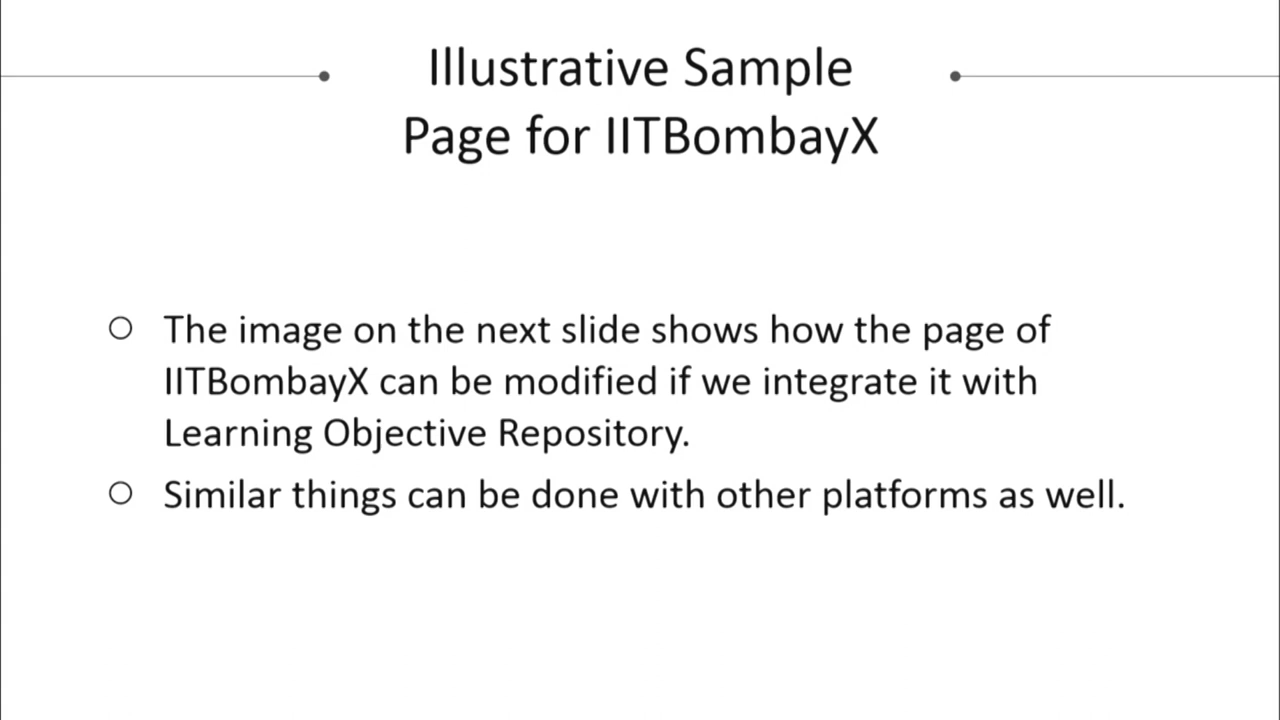 Illustrative Sample
Page for IITBombayX
The image on the next slide shows how the page of
IITBombayX can be modified if we integrate it with
Learning Objective Repository.
Similar things can be done with other platforms as well.